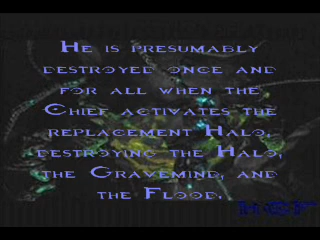 He is presumably
destroyed once and
for all when the
Chief activates the
replacement Halo,
destroying the Halo,
the Gravemind, and
the Flood.
HGF